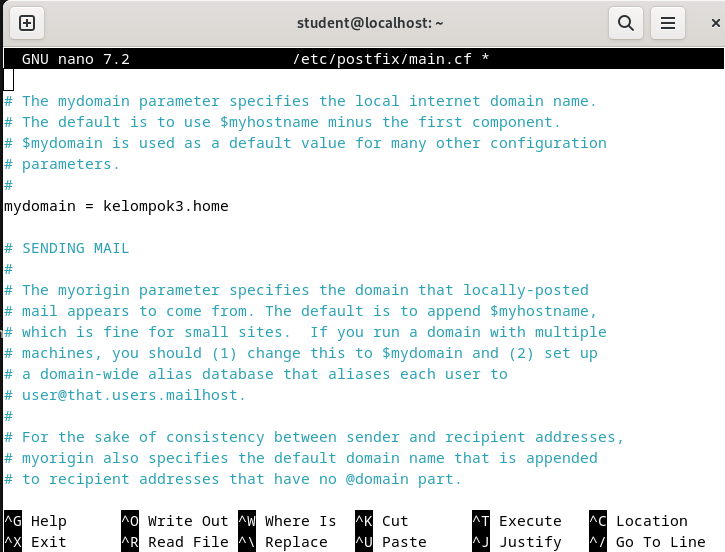 student@localhost: ~
GNU nano 7.2 /etc/postfix/main.cf *
# The mydomain parameter specifies the local internet domain name.
# The default is to use $myhostname minus the first component.
# $mydomain is used as a default value for many other configuration
# parameters.
#
mydomain = kelompok3.home
# SENDING MAIL
#
# The myorigin parameter specifies the domain that locally-posted
# mail appears to come from. The default is to append $myhostname,
# which is fine for small sites.  If you run a domain with multiple
# machines, you should (1) change this to $mydomain and (2) set up
# a domain-wide alias database that aliases each user to
# user@that.users.mailhost.
#
# For the sake of consistency between sender and recipient addresses,
# myorigin also specifies the default domain name that is appended
# to recipient addresses that have no @domain part.
^G Help ^O Write Out ^W Where Is ^K Cut ^T Execute ^C Location
^X Exit ^R Read File ^\ Replace ^U Paste ^J Justify ^/ Go To Line